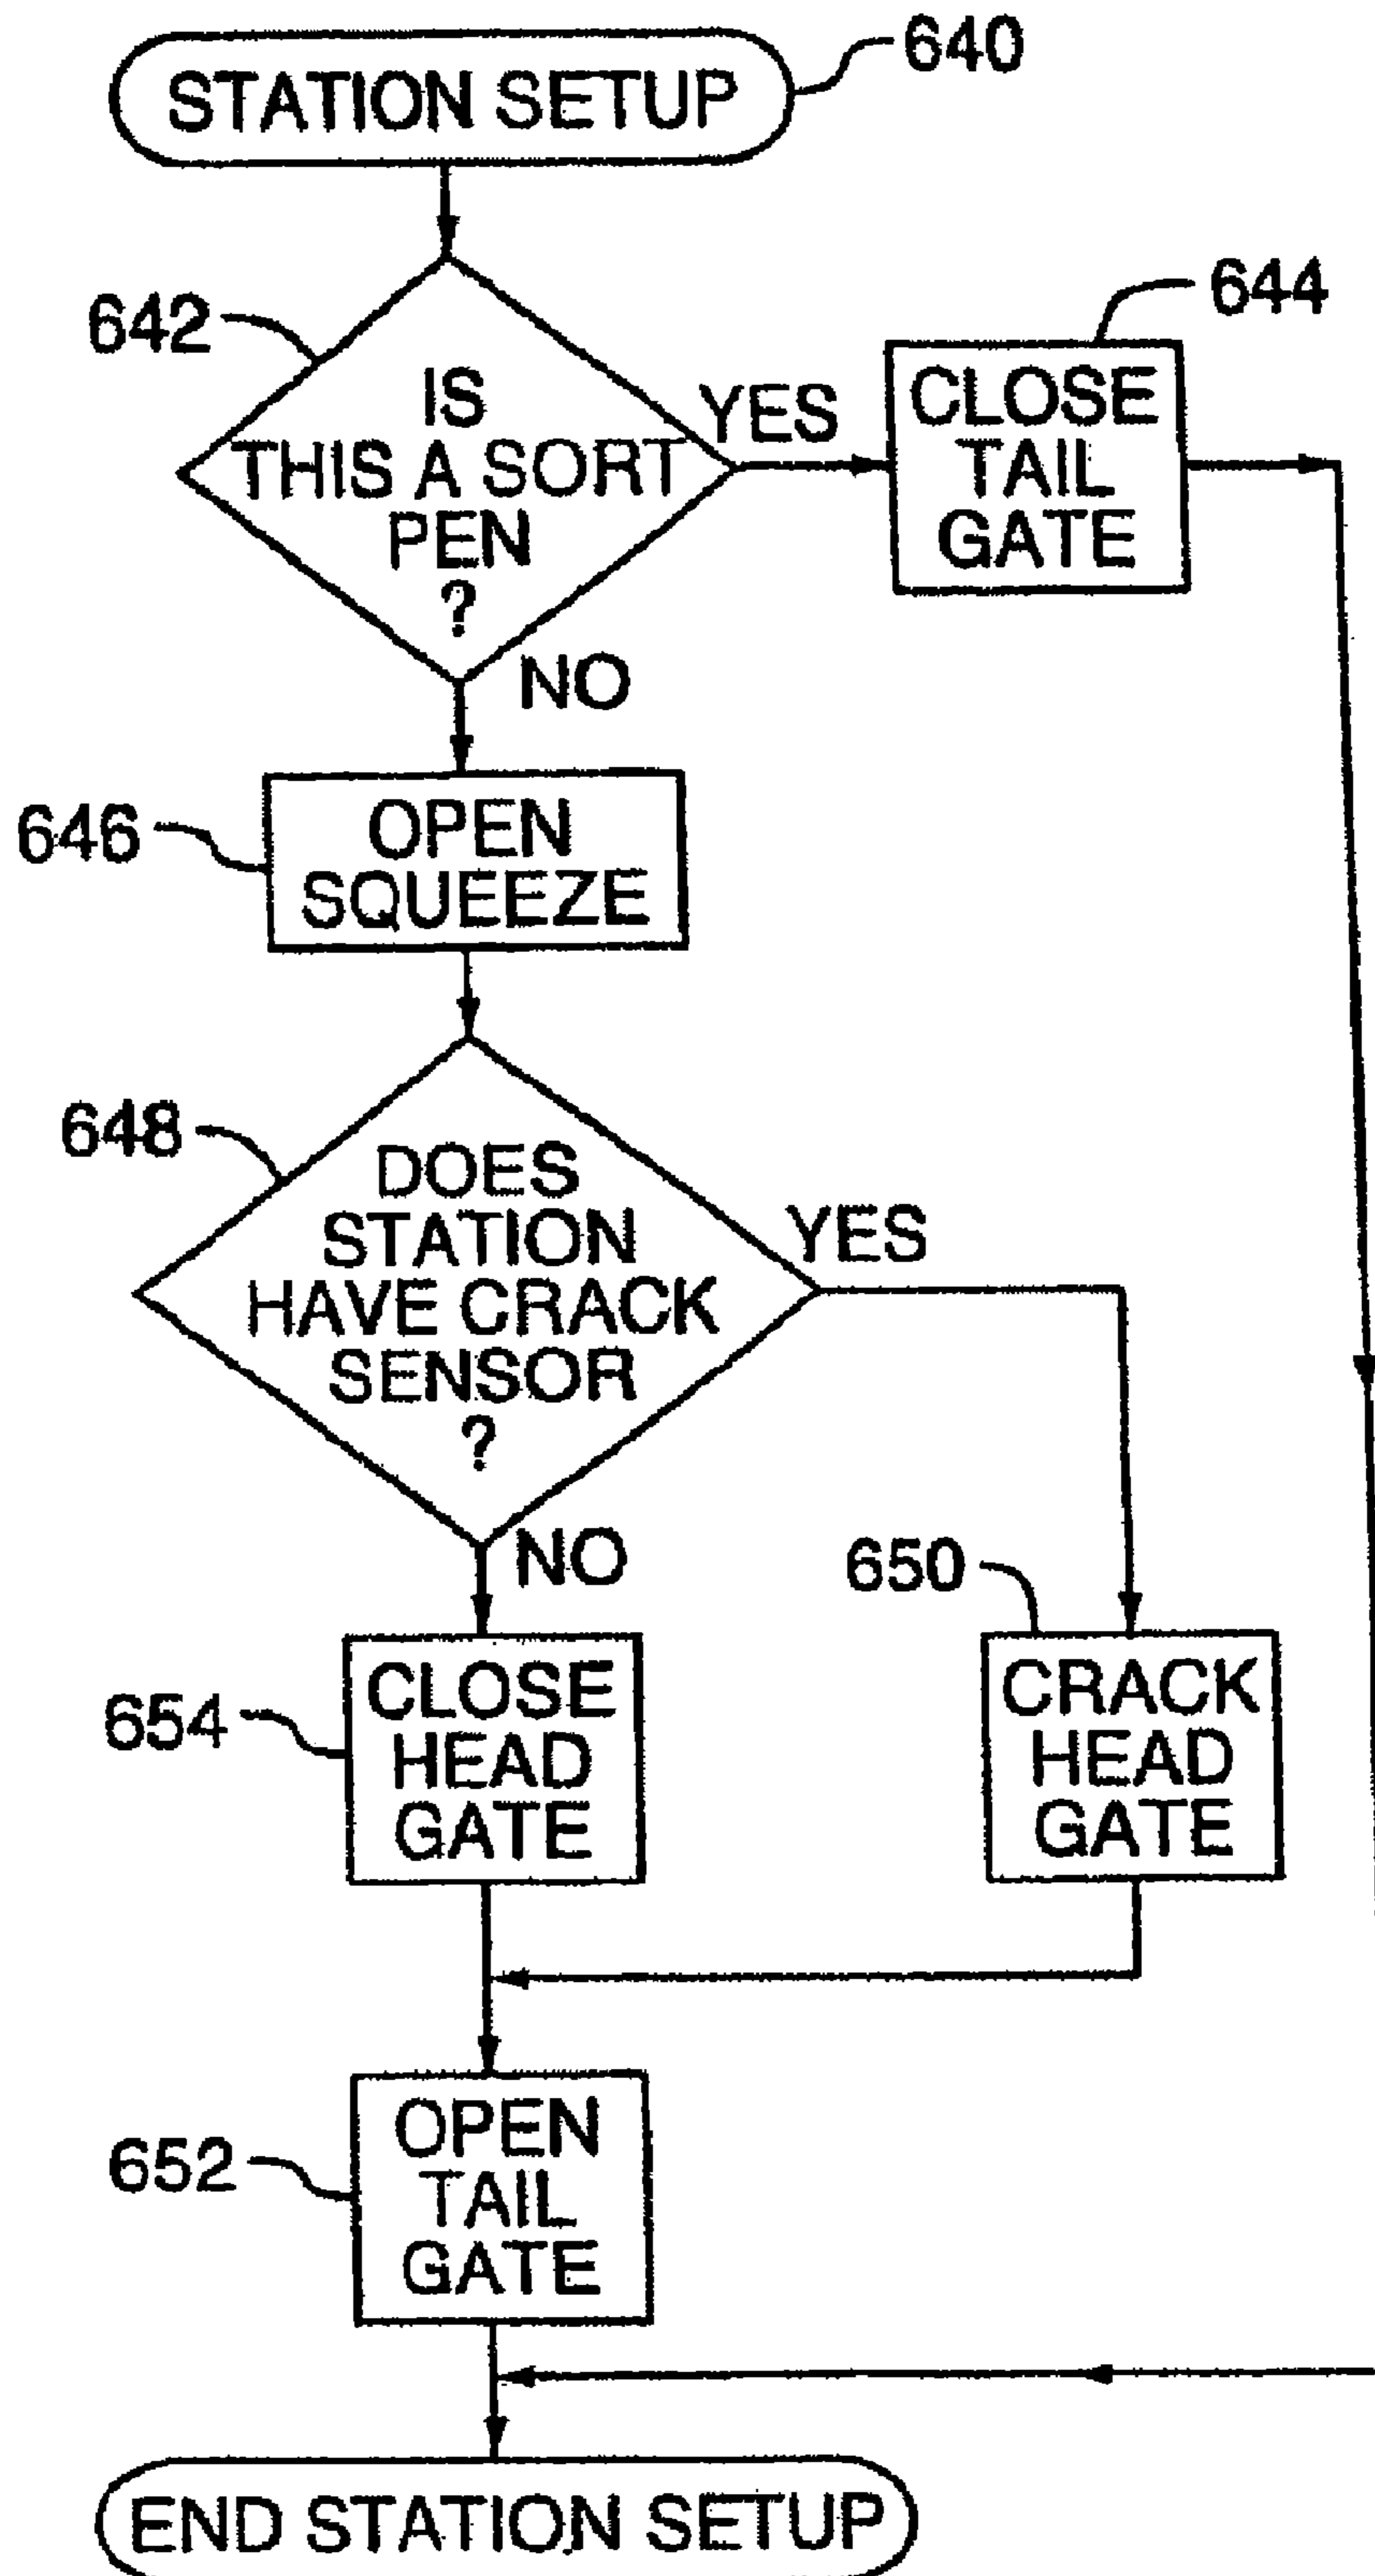 STATION SETUP
640
642
IS
THIS A SORT
PEN
?
YES
644
CLOSE
TAIL
GATE
NO
646
OPEN
SQUEEZE
648
DOES
STATION
HAVE CRACK
SENSOR
?
YES
NO
650
CRACK
HEAD
GATE
654
CLOSE
HEAD
GATE
652
OPEN
TAIL
GATE
END STATION SETUP